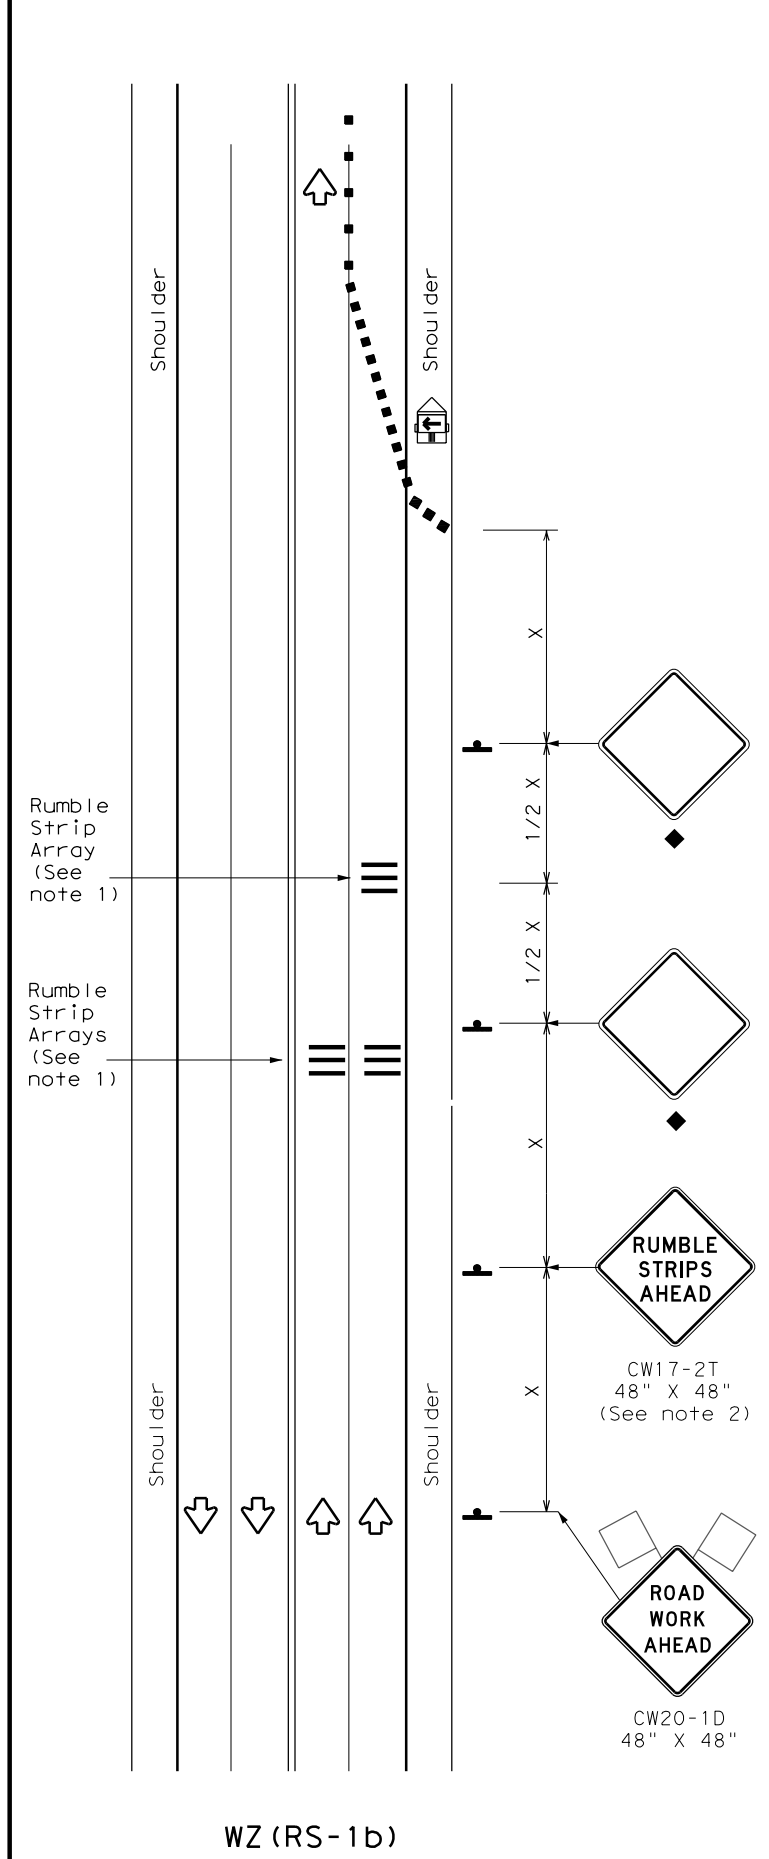 Shoulder
Shoulder
X
1/2 X
Rumble
Strip
Array
(See
note 1)
1/2 X
Rumble
Strip
Arrays
(See
note 1)
X
RUMBLE
STRIPS
AHEAD
CW17-2T
48" X 48"
(See note 2)
X
Shoulder
Shoulder
ROAD
WORK
AHEAD
CW20-1D
48" X 48"
WZ(RS-1b)